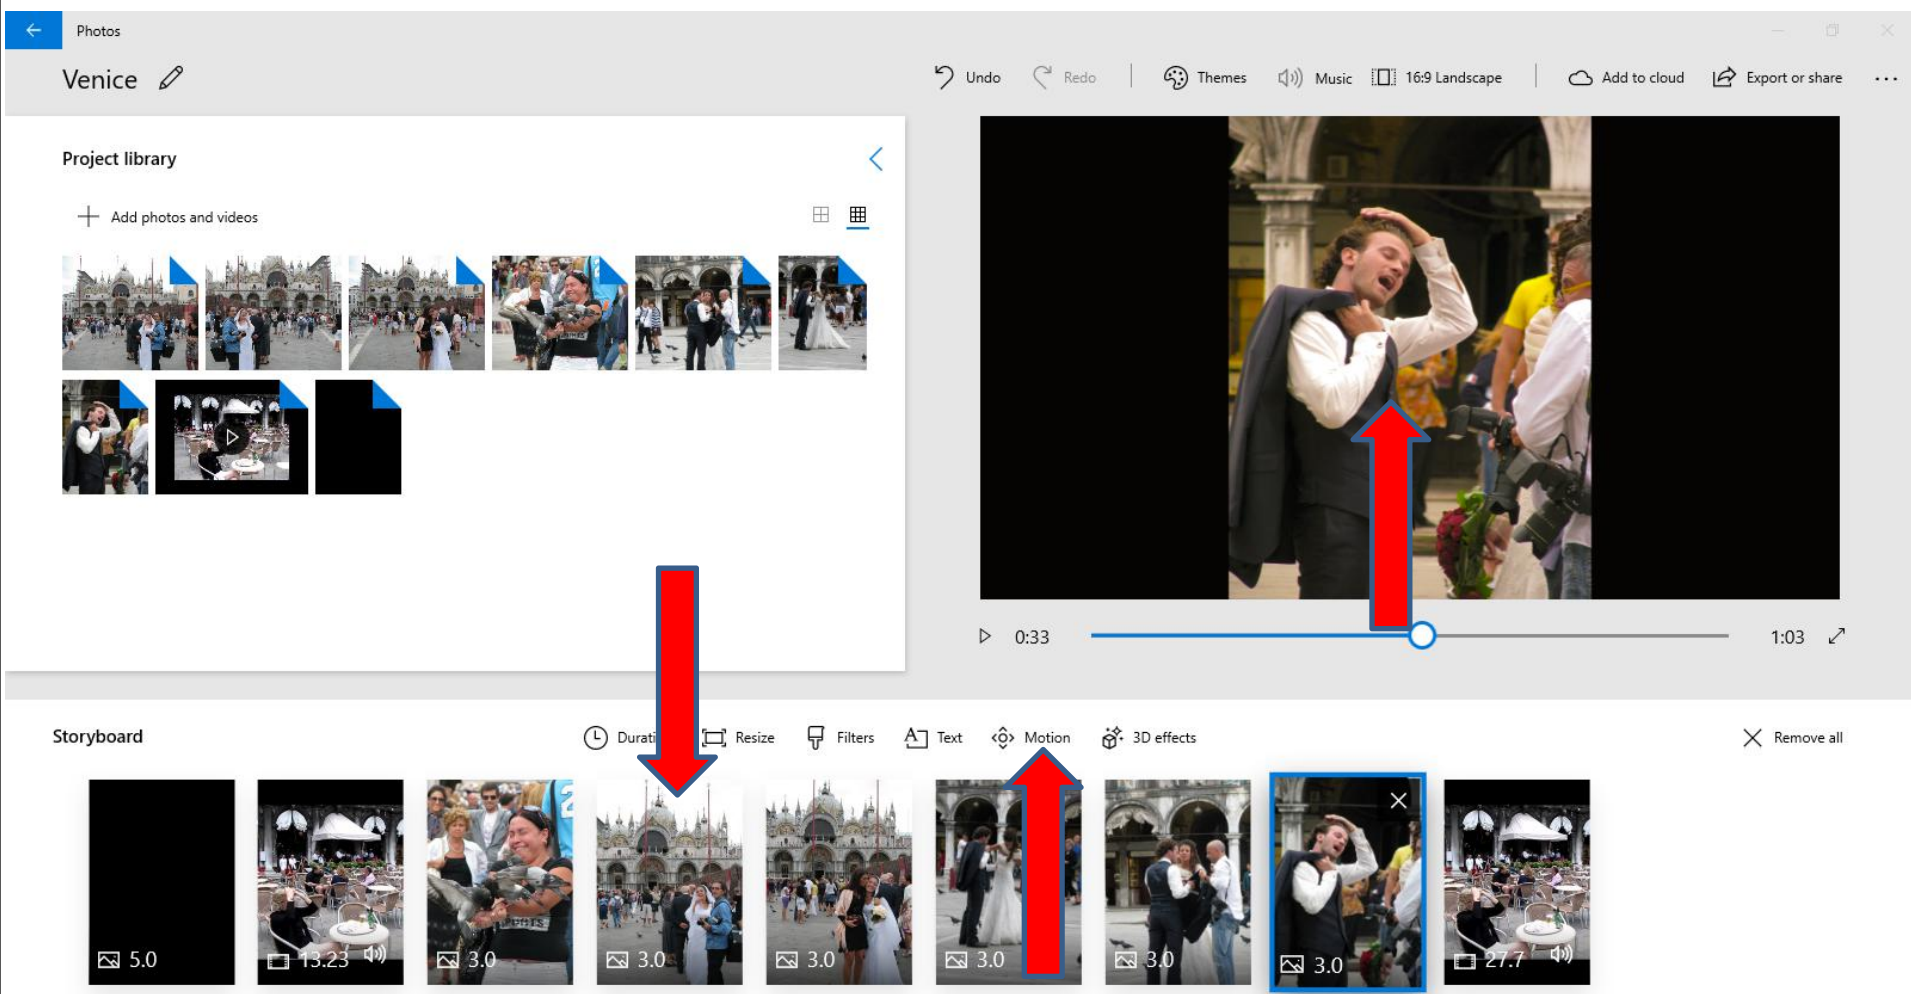 Photos
Venice
Undo Redo Themes Music 16:9 Landscape Add to cloud Export or share ...
Project library
Add photos and videos
0:33 1:03
Storyboard
Resize Filters Text Motion 3D effects Remove all
5.0 13.23 3.0 3.0 3.0 3.0 3.0 3.0 27.7